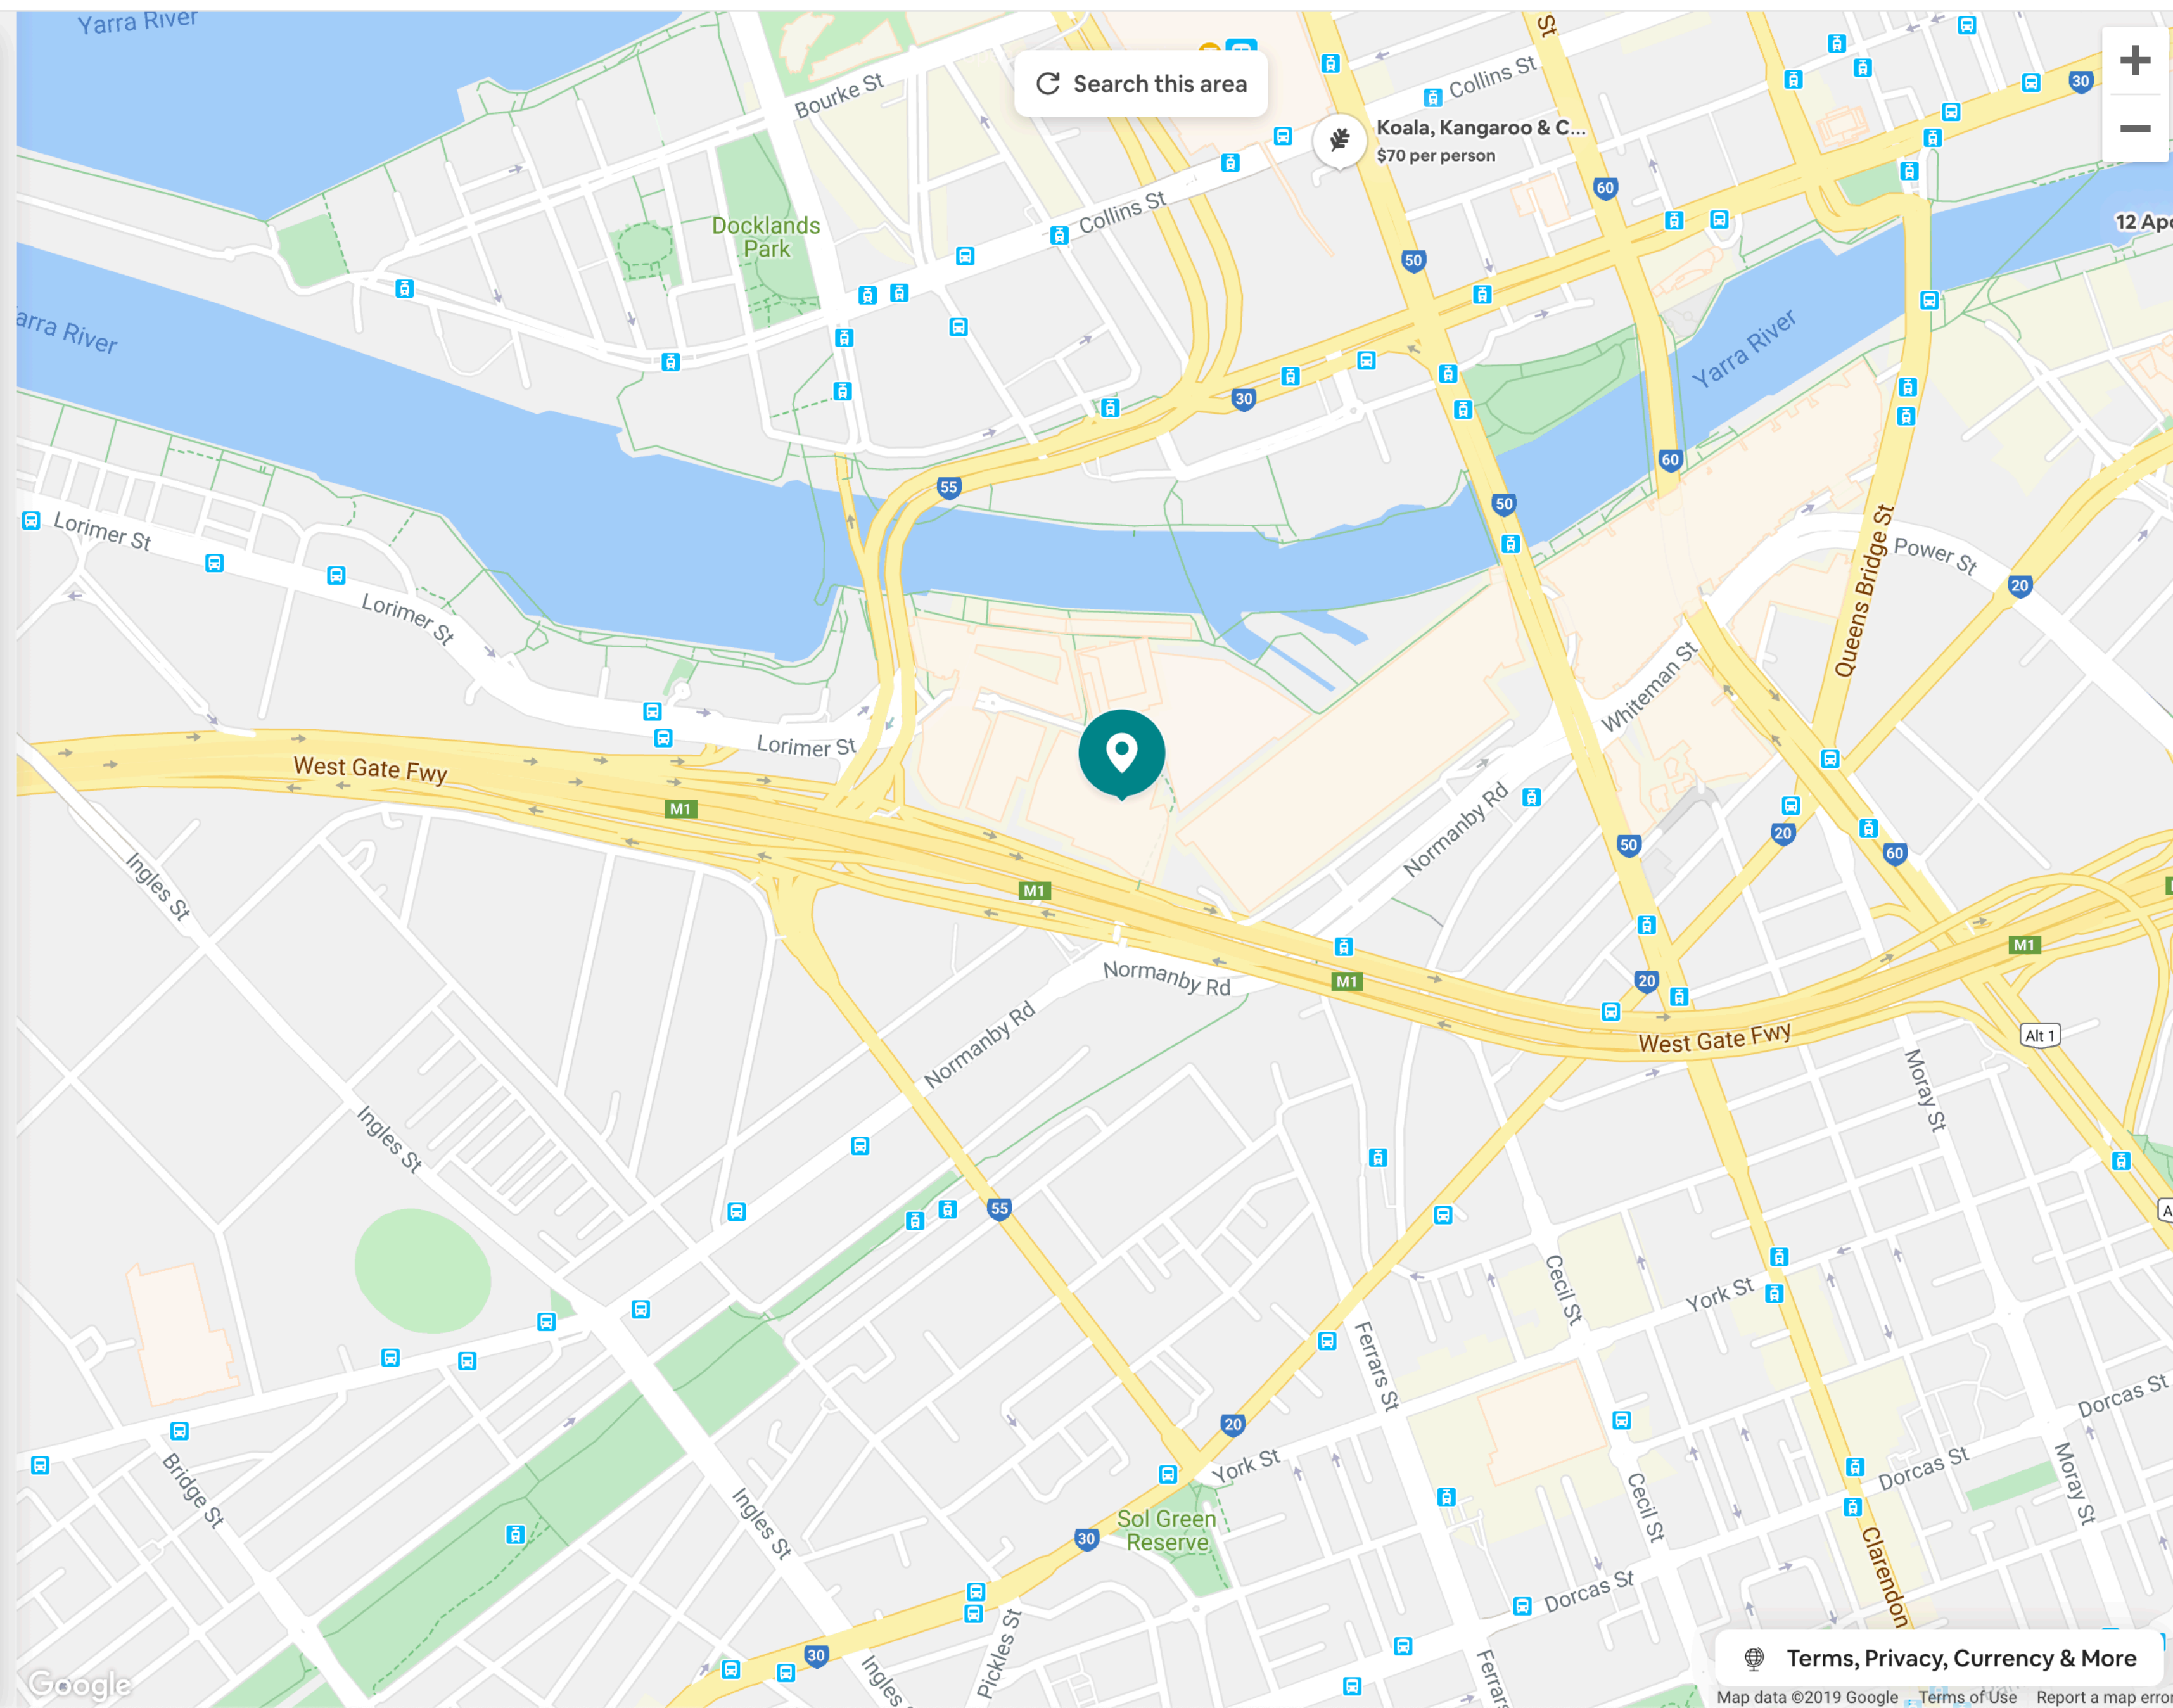 Yarra River
Search this area
Bourke St
Collins St
St
30
Koala, Kangaroo & C...
$70 per person
60
Docklands
Park
Collins St
50
12 Apo
arra River
Yarra River
30
60
55
50
Lorimer St
Power St
Queens Bridge St
20
Lorimer St
Whiteman St
Lorimer St
West Gate Fwy
M1
Normanby Rd
50
20
60
Ingles St
M1
M1
Normanby Rd
M1
20
West Gate Fwy
Alt 1
Normanby Rd
Moray St
Ingles St
55
A
Cecil St
York St
Ferrars St
Dorcas St
20
York St
Dorcas St
Moray St
Bridge St
Ingles St
Cecil St
Sol Green
Reserve
30
Clarendon
Dorcas St
Pickles St
30
Ingles
Ferrars
Terms, Privacy, Currency & More
Google
Map data ©2019 Google Terms of Use Report a map error